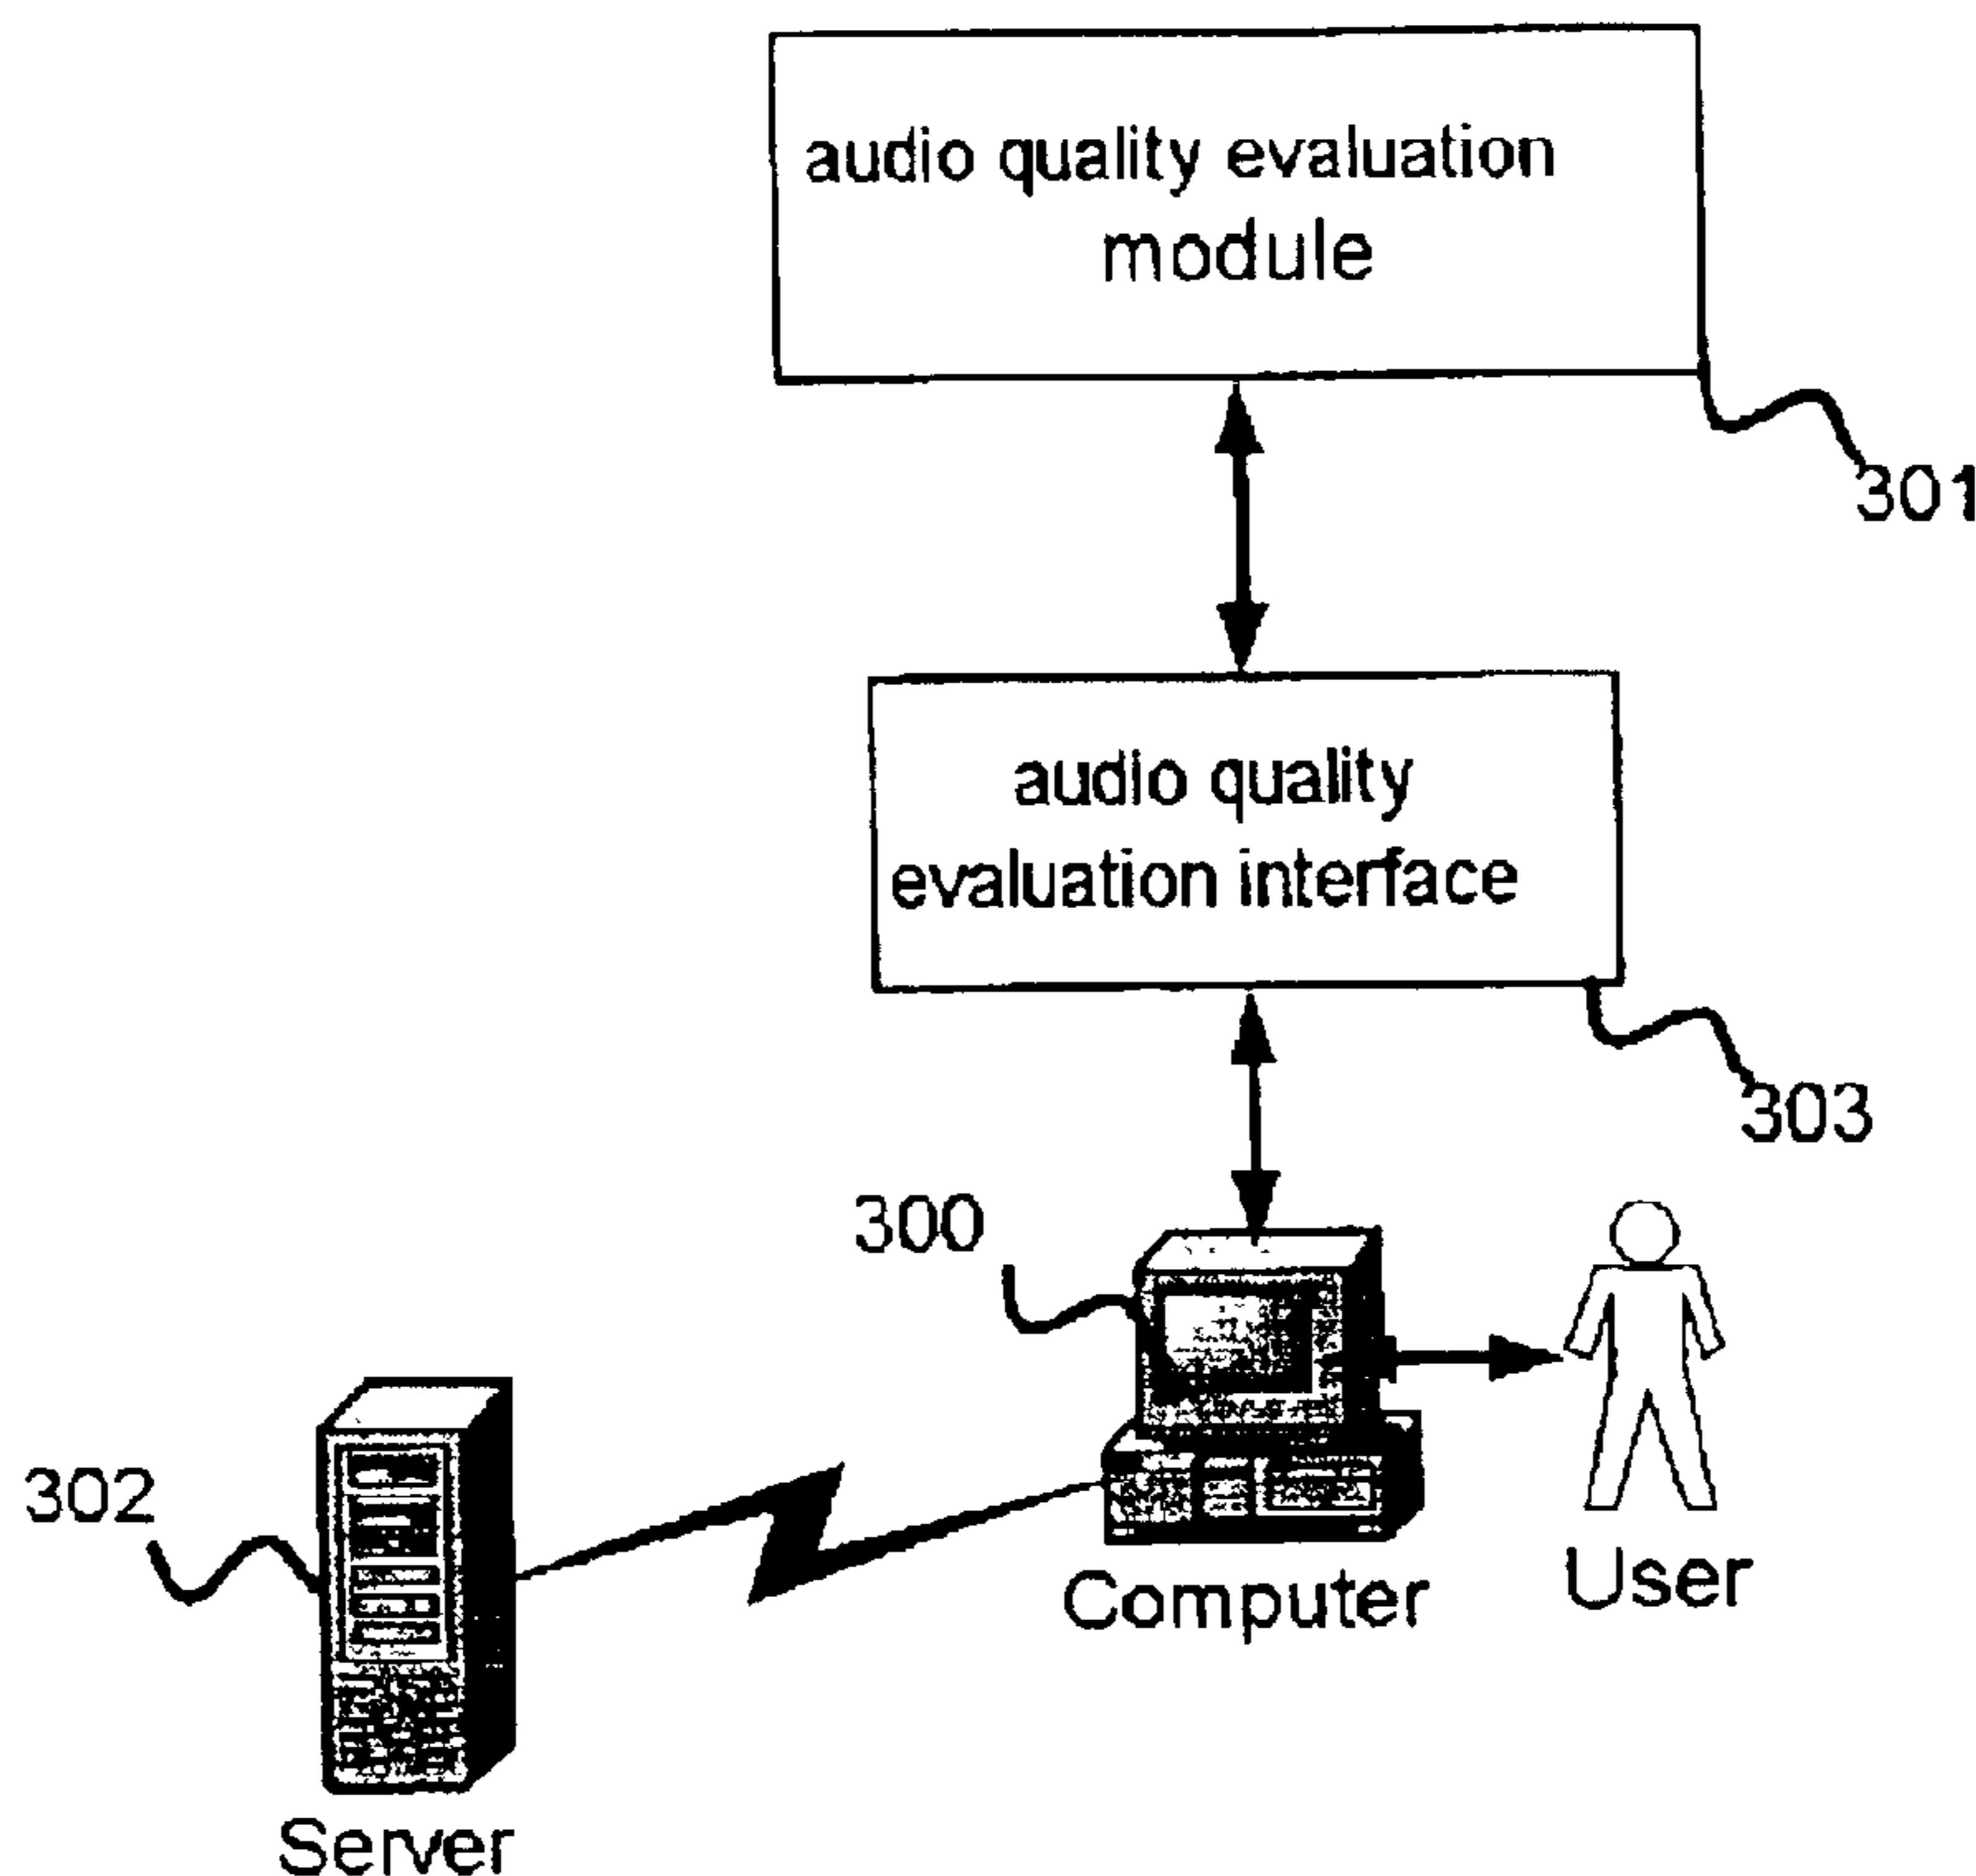 audio quality evaluation
module
301
audio quality
evaluation interface
303
300
302
Computer
User
Server